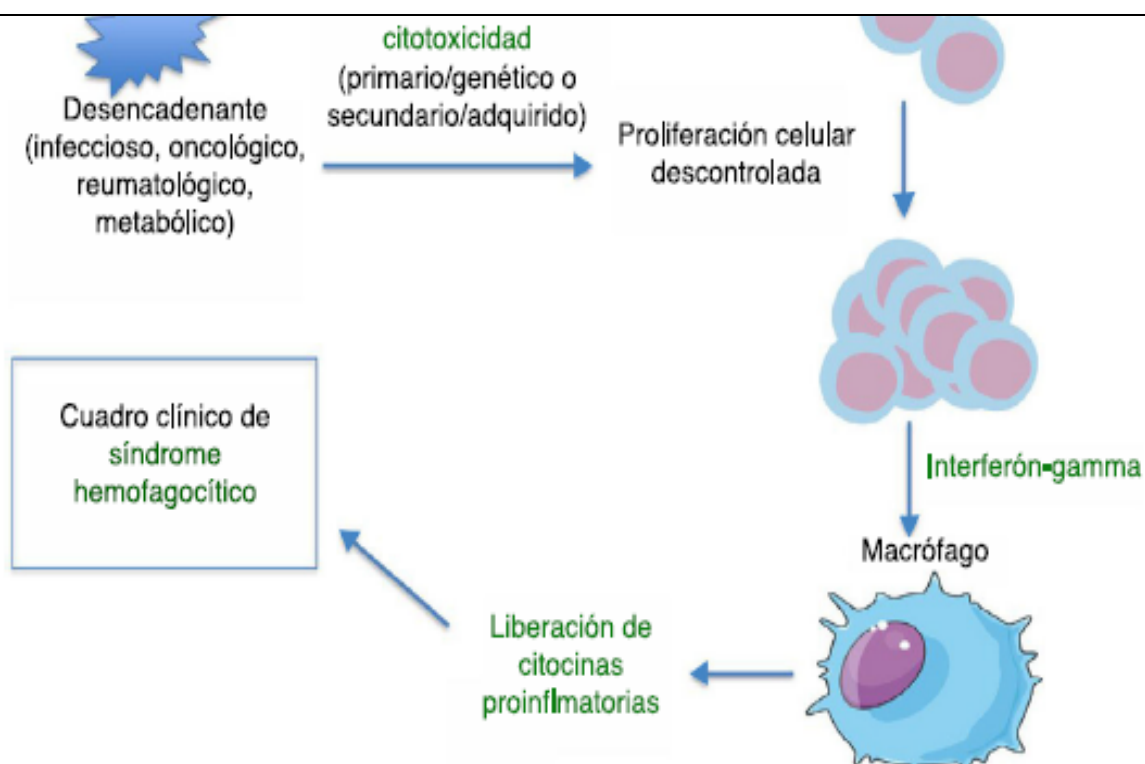 citotoxicidad
(primario/genético o
secundario/adquirido)
Desencadenante
(infeccioso, oncológico,
reumatológico,
metabólico)
Proliferación celular
descontrolada
Interferón-gamma
Macrófago
Liberación de
citocinas
proinflmatorias
Cuadro clínico de
síndrome
hemofagocítico